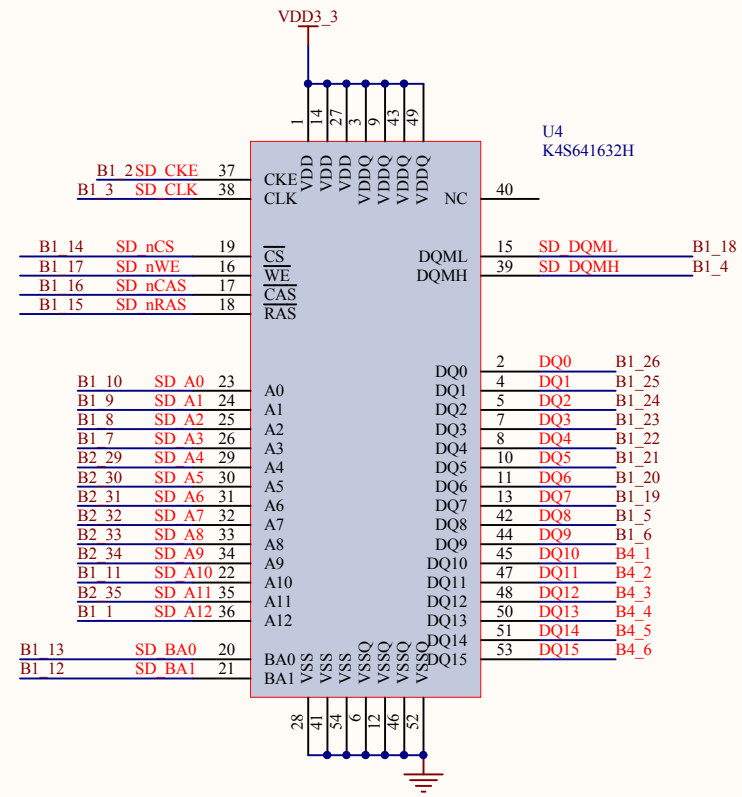 VDD3_3
1 14 27 3 9 43 49
U4
K4S641632H
VDD VDD VDD VDDQ VDDQ VDDQ VDDQ
B1_2 SD_CKE 37 CKE
B1_3 SD_CLK 38 CLK
NC 40
B1_14 SD_nCS 19 CS
DQML 15 SD_DQML B1_18
B1_17 SD_nWE 16 WE
DQMH 39 SD_DQMH B1_4
B1_16 SD_nCAS 17 CAS
B1_15 SD_nRAS 18 RAS
DQ0 2 DQ0 B1_26
B1_10 SD_A0 23 A0
DQ1 4 DQ1 B1_25
B1_9 SD_A1 24 A1
DQ2 5 DQ2 B1_24
B1_8 SD_A2 25 A2
DQ3 7 DQ3 B1_23
B1_7 SD_A3 26 A3
DQ4 8 DQ4 B1_22
B2_29 SD_A4 29 A4
DQ5 10 DQ5 B1_21
B2_30 SD_A5 30 A5
DQ6 11 DQ6 B1_20
B2_31 SD_A6 31 A6
DQ7 13 DQ7 B1_19
B2_32 SD_A7 32 A7
DQ8 42 DQ8 B1_5
B2_33 SD_A8 33 A8
DQ9 44 DQ9 B1_6
B2_34 SD_A9 34 A9
DQ10 45 DQ10 B4_1
B1_11 SD_A10 22 A10
DQ11 47 DQ11 B4_2
B2_35 SD_A11 35 A11
DQ12 48 DQ12 B4_3
B1_1 SD_A12 36 A12
DQ13 50 DQ13 B4_4
DQ14 51 DQ14 B4_5
B1_13 SD_BA0 20 BA0
DQ15 53 DQ15 B4_6
B1_12 SD_BA1 21 BA1
VSS VSS VSS VSSQ VSSQ VSSQ VSSQ
28 41 54 6 12 46 52